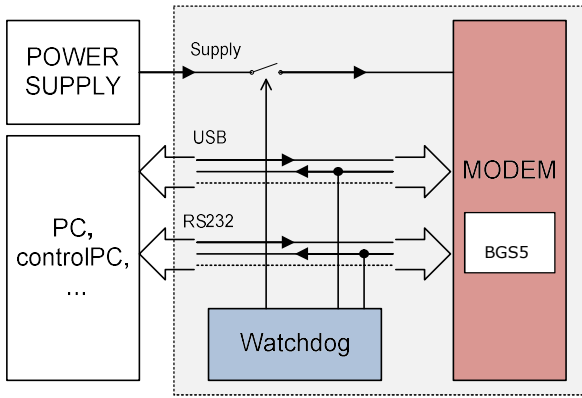 POWER
SUPPLY
Supply
USB
RS232
PC,
controlPC,
...
MODEM
BGS5
Watchdog